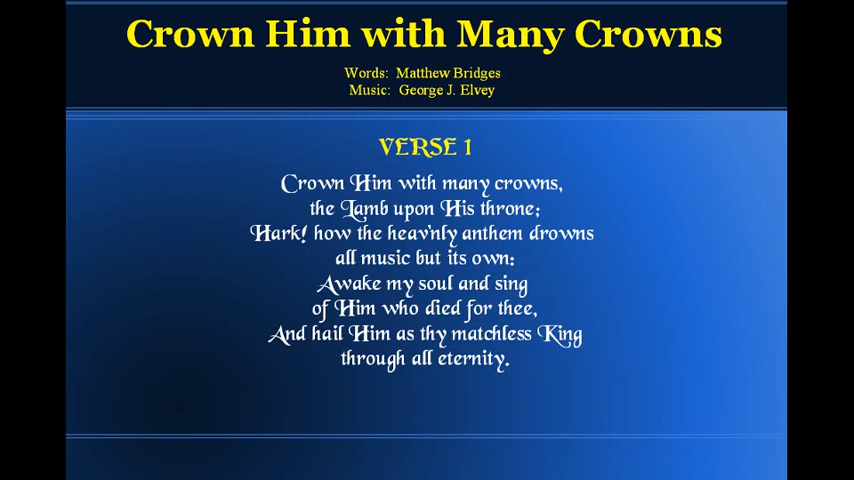 Crown Him with Many Crowns
Words: Matthew Bridges
Music: George J. Elvey
VERSE 1
Crown Him with many crowns,
the Lamb upon His throne;
Hark! how the heav'nly anthem drowns
all music but its own:
Awake my soul and sing
of Him who died for thee,
And hail Him as thy matchless King
through all eternity.